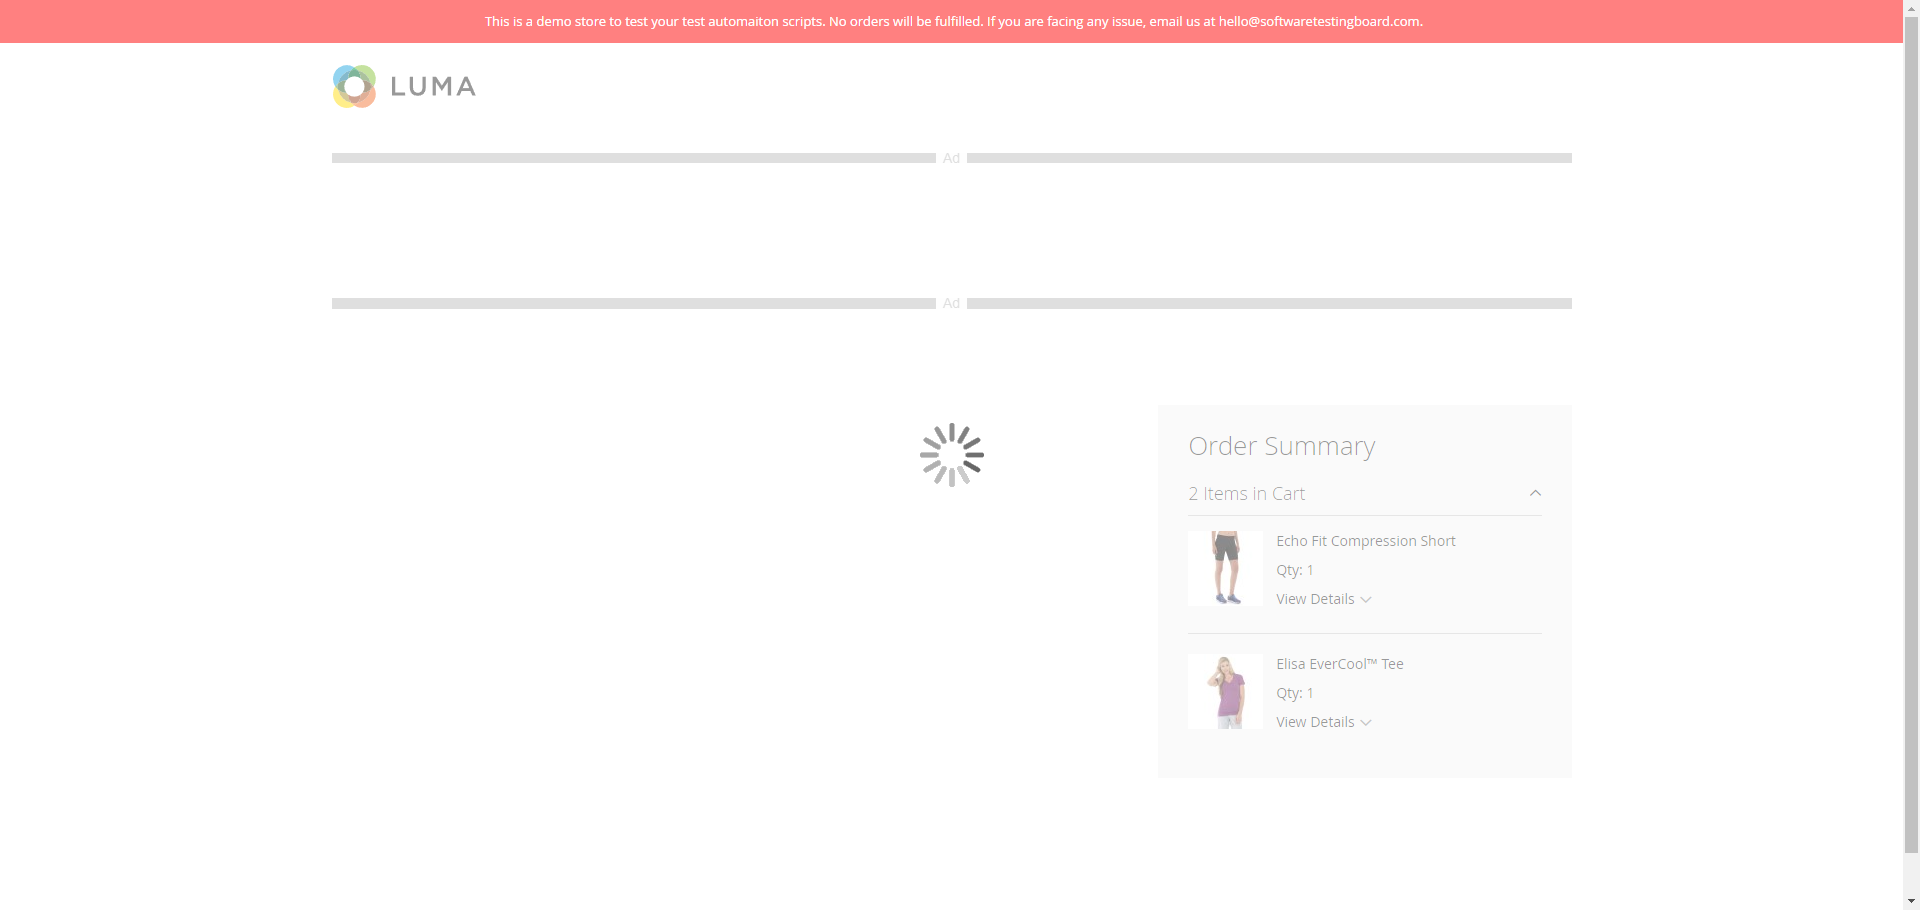 This is a demo store to test your test automaiton scripts. No orders will be fulfilled. If you are facing any issue, email us at hello@softwaretestingboard.com.
LUMA
Ad
Ad
Order Summary
2 Items in Cart
Echo Fit Compression Short
Qty: 1
View Details
Elisa EverCool™ Tee
Qty: 1
View Details